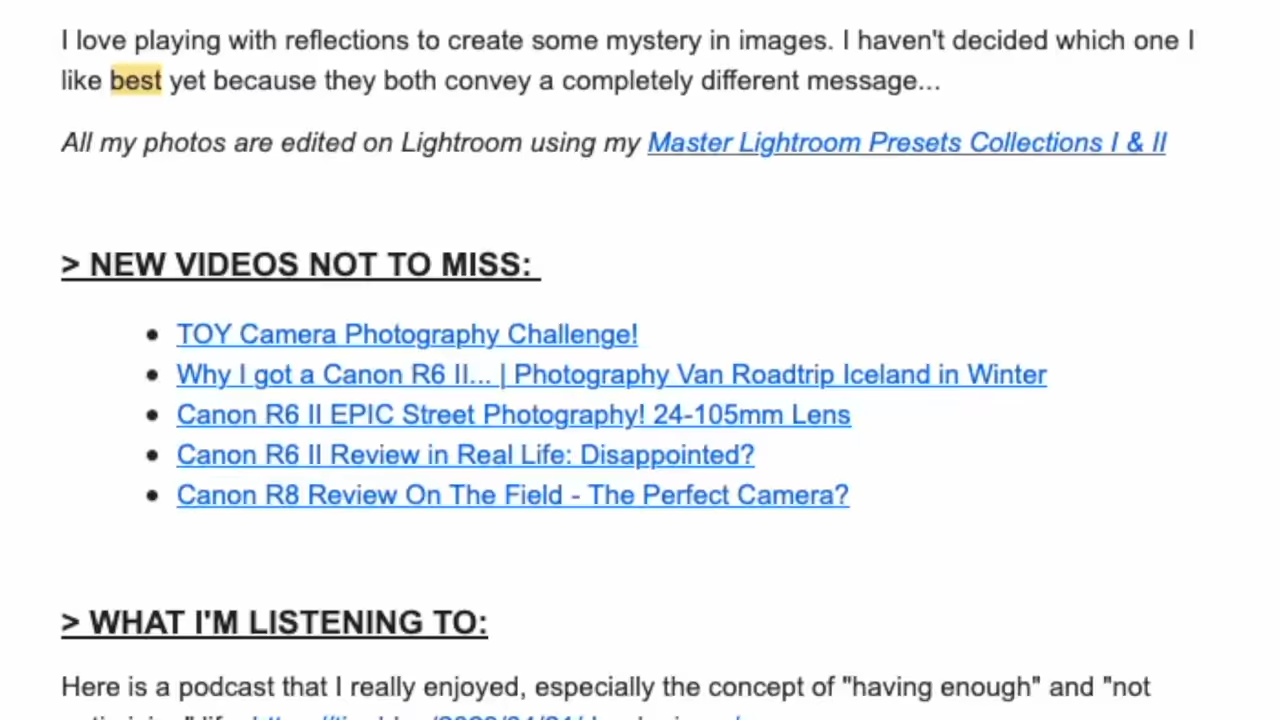 I love playing with reflections to create some mystery in images. I haven't decided which one I
like best yet because they both convey a completely different message...
All my photos are edited on Lightroom using my Master Lightroom Presets Collections I & II
> NEW VIDEOS NOT TO MISS:
• TOY Camera Photography Challenge!
• Why I got a Canon R6 II... | Photography Van Roadtrip Iceland in Winter
• Canon R6 II EPIC Street Photography! 24-105mm Lens
• Canon R6 II Review in Real Life: Disappointed?
• Canon R8 Review On The Field - The Perfect Camera?
> WHAT I'M LISTENING TO:
Here is a podcast that I really enjoyed, especially the concept of "having enough" and "not